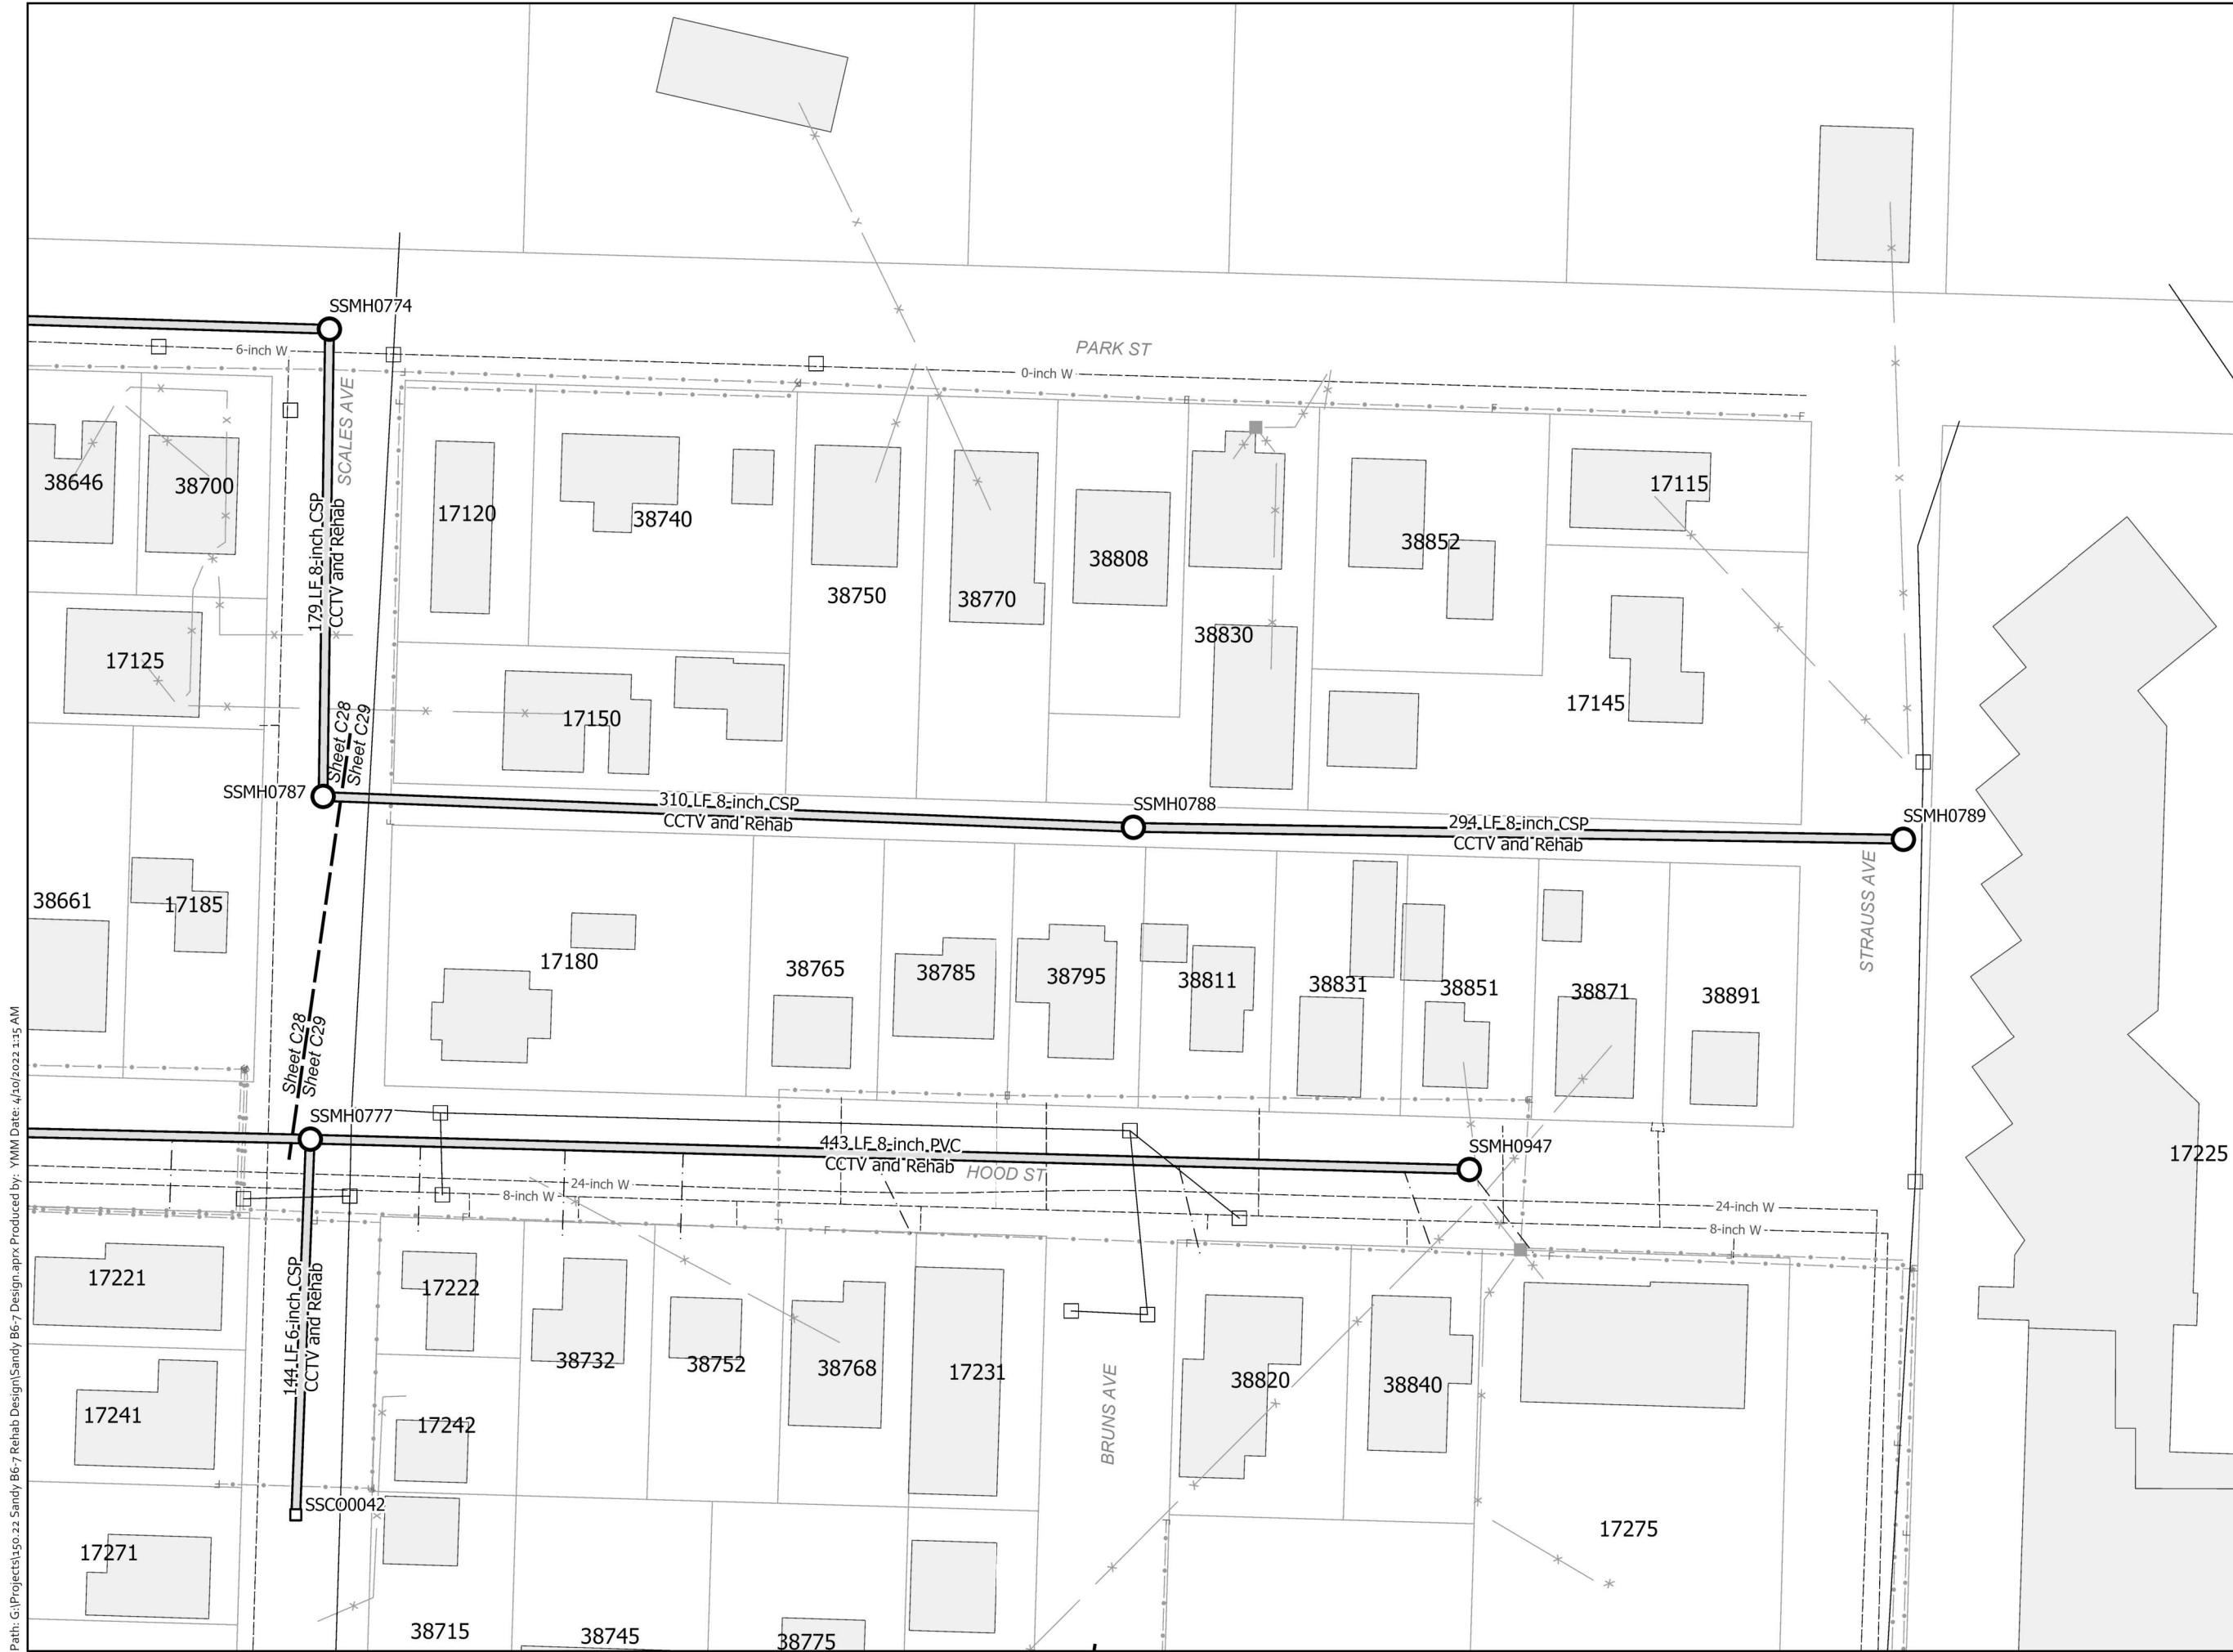 SSMH0774
PARK ST
6-inch W
0-inch W
SCALES AVE
38646
38700
17120
38740
38750
38770
38808
38830
38852
17115
17145
179 LF 8-inch CSP
CCTV and Rehab
17125
17150
Sheet C28
Sheet C29
SSMH0787
310 LF 8-inch CSP
CCTV and Rehab
SSMH0788
294 LF 8-inch CSP
CCTV and Rehab
SSMH0789
STRAUSS AVE
38661
17185
17180
38765
38785
38795
38811
38831
38851
38871
38891
Sheet C28
Sheet C29
SSMH0777
443 LF 8-inch PVC
CCTV and Rehab
HOOD ST
SSMH0947
17225
8-inch W
24-inch W
24-inch W
8-inch W
17221
17222
144 LF 6-inch CSP
CCTV and Rehab
38732
38752
38768
17231
BRUNS AVE
38820
38840
17241
17242
SSCO0042
17271
17275
38715
38745
38775
Path: G:\Projects\150.22 Sandy B6-7 Rehab Design\Sandy B6-7 Design.aprx Produced by: YMM Date: 4/10/2022 1:15 AM